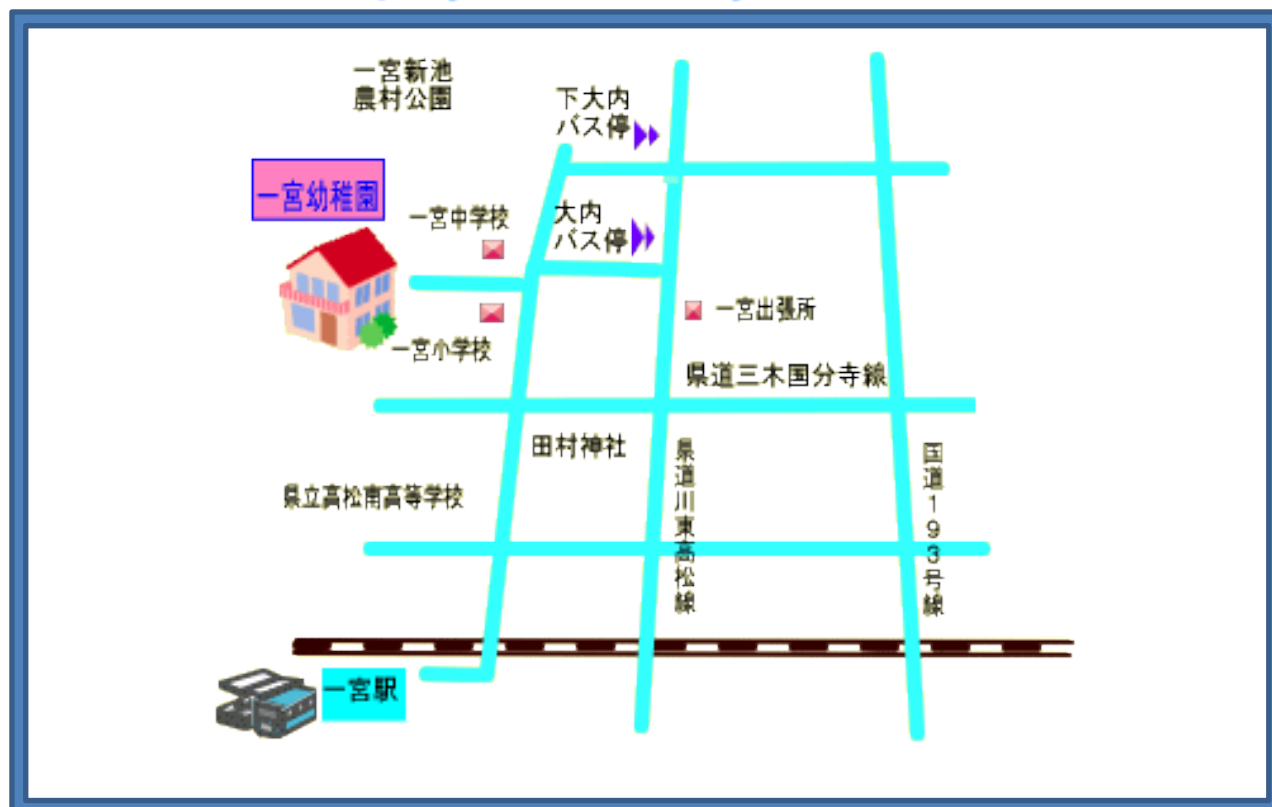 一宮新池
農村公園
下大内
バス停
一宮幼稚園
一宮中学校
大内
バス停
一宮出張所
一宮小学校
県道三木国分寺線
田村神社
県道川東高松線
国道193号線
県立高松南高等学校
一宮駅